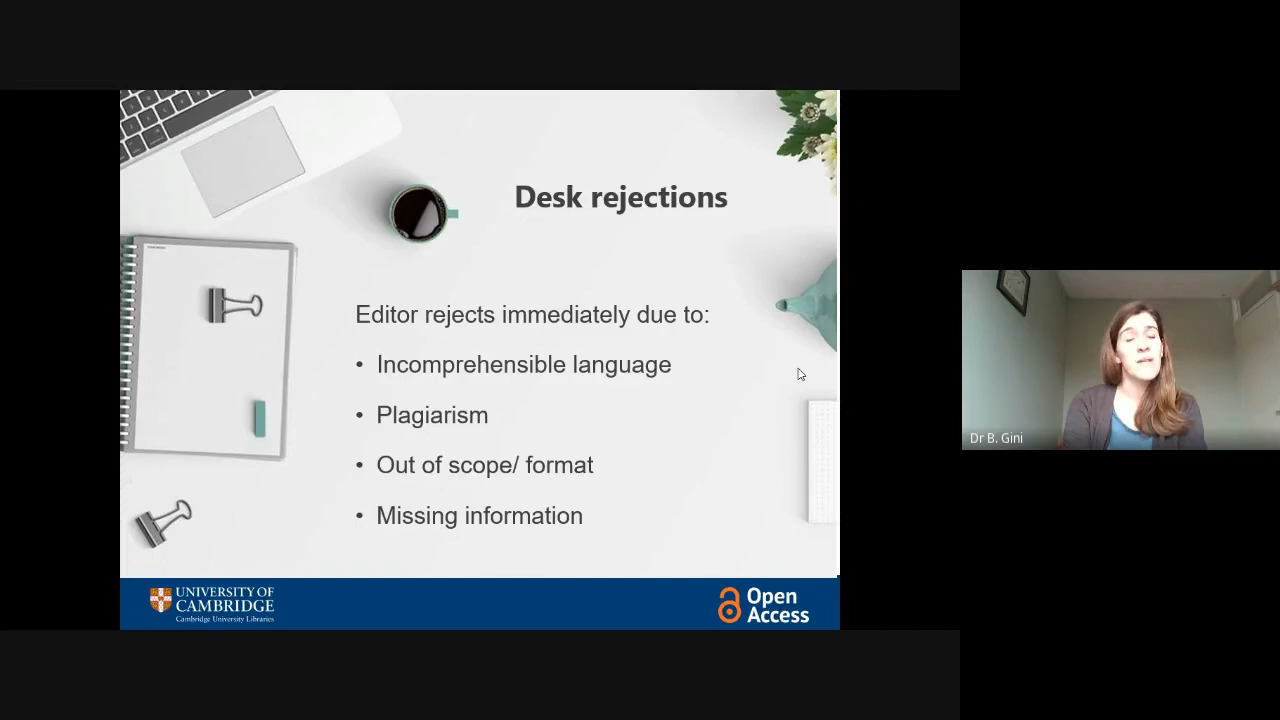 Desk rejections
Editor rejects immediately due to:
• Incomprehensible language
• Plagiarism
• Out of scope/ format
• Missing information
UNIVERSITY OF
CAMBRIDGE
Cambridge University Libraries
Open
Access
Dr B. Gini